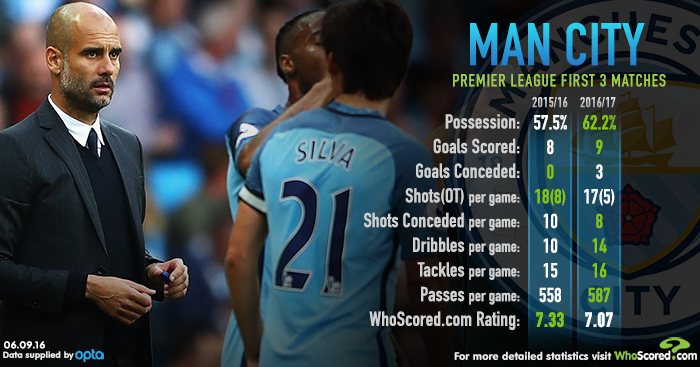 MAN CITY
PREMIER LEAGUE FIRST 3 MATCHES
2015/16 2016/17
Possession: 57.5% 62.2%
Goals Scored: 8 9
Goals Conceded: 0 3
Shots(OT) per game: 18(8) 17(5)
Shots Conceded per game: 10 8
Dribbles per game: 10 14
Tackles per game: 15 16
Passes per game: 558 587
WhoScored.com Rating: 7.33 7.07
SILVA
21
MANCHES
CITY
06.09.16
Data supplied by opta
For more detailed statistics visit WhoScored.com